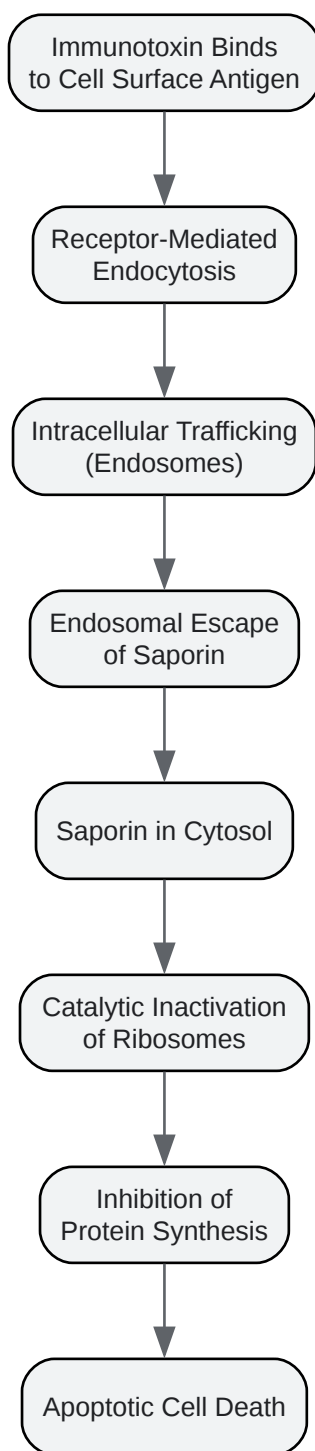 Immunotoxin Binds
to Cell Surface Antigen
Receptor-Mediated
Endocytosis
Intracellular Trafficking
(Endosomes)
Endosomal Escape
of Saporin
Saporin in Cytosol
Catalytic Inactivation
of Ribosomes
Inhibition of
Protein Synthesis
Apoptotic Cell Death